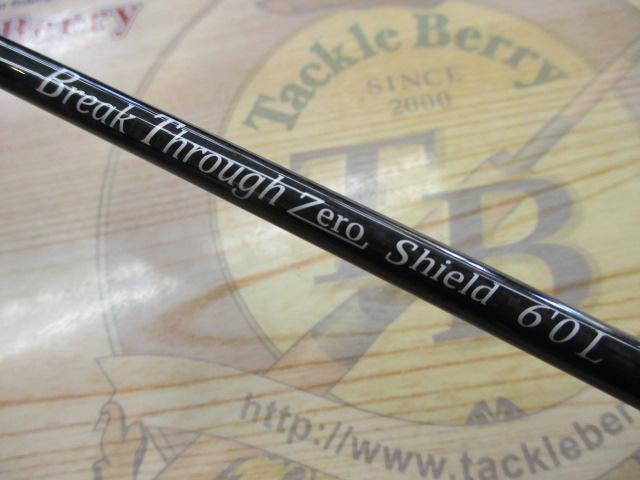 Berry
Tackle Berry
SINCE
2000
TB
Break Through Zero Shield 6'0 L
http://www.tackleber